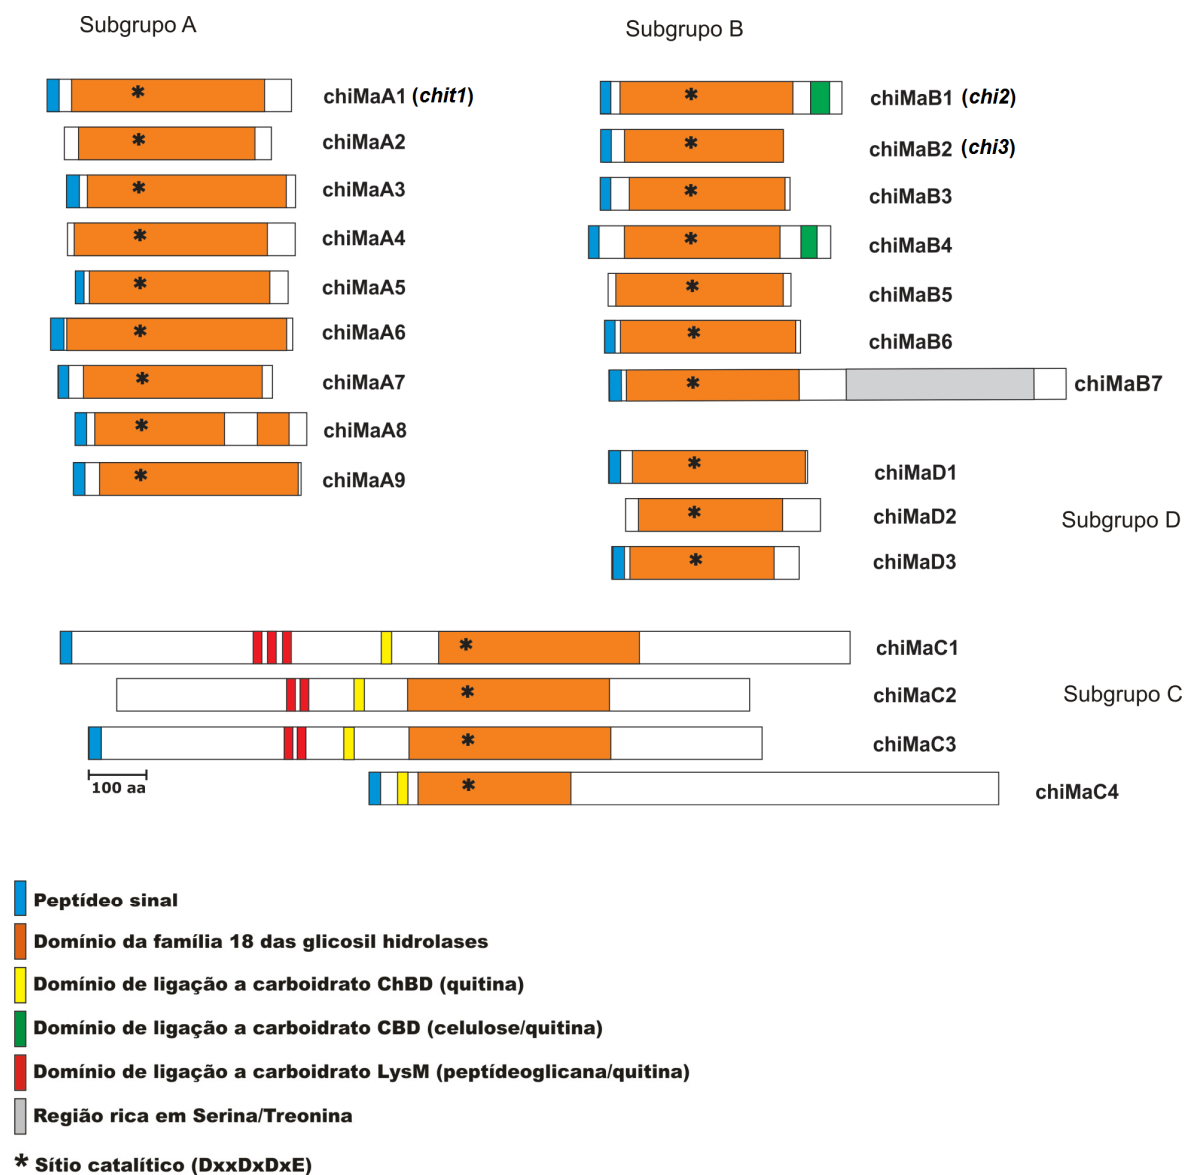 Subgrupo A
chiMaA1 (chit1)
chiMaA2
chiMaA3
chiMaA4
chiMaA5
chiMaA6
chiMaA7
chiMaA8
chiMaA9
Subgrupo B
chiMaB1 (chi2)
chiMaB2 (chi3)
chiMaB3
chiMaB4
chiMaB5
chiMaB6
chiMaB7
chiMaD1
chiMaD2
Subgrupo D
chiMaD3
chiMaC1
chiMaC2
Subgrupo C
chiMaC3
100 aa
chiMaC4
Peptídeo sinal
Domínio da família 18 das glicosil hidrolases
Domínio de ligação a carboidrato ChBD (quitina)
Domínio de ligação a carboidrato CBD (celulose/quitina)
Domínio de ligação a carboidrato LysM (peptídeoglicana/quitina)
Região rica em Serina/Treonina
* Sítio catalítico (DxxDxDxE)